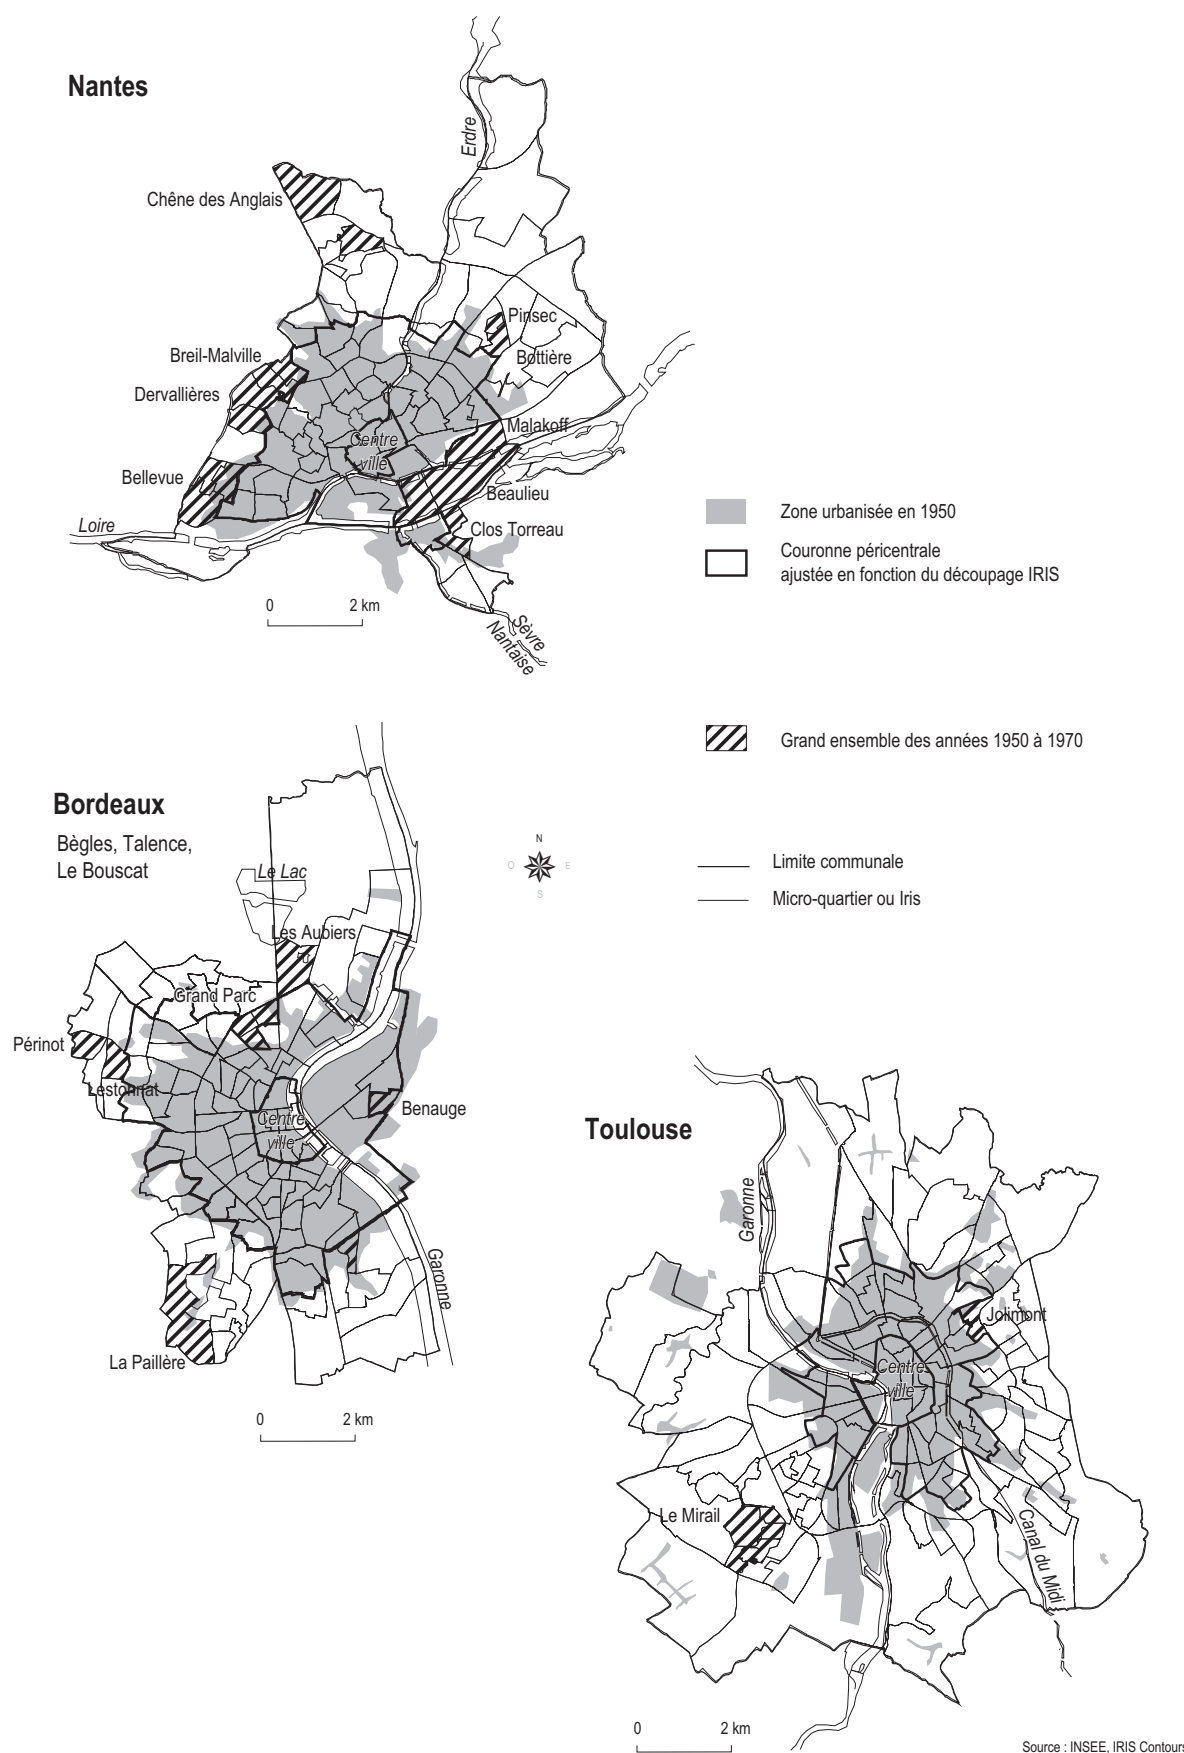 Nantes
Erdre
Chêne des Anglais
Pinsec
Breil-Malville
Bottière
Dervallières
Malakoff
Centre
ville
Bellevue
Beaulieu
Loire
Clos Torreau
0 2 km
Sèvre
Nantaise
Zone urbanisée en 1950
Couronne péricentrale
ajustée en fonction du découpage IRIS
Grand ensemble des années 1950 à 1970
Bordeaux
Bègles, Talence,
Le Bouscat
N
O E
S
Limite communale
Micro-quartier ou Iris
Le Lac
Les Aubiers
Grand Parc
Périnot
Lestonnat
Benauge
Centre
ville
Garonne
La Paillère
0 2 km
Toulouse
Garonne
Jolimont
Centre
ville
Le Mirail
Canal du Midi
0 2 km
Source : INSEE, IRIS Contours